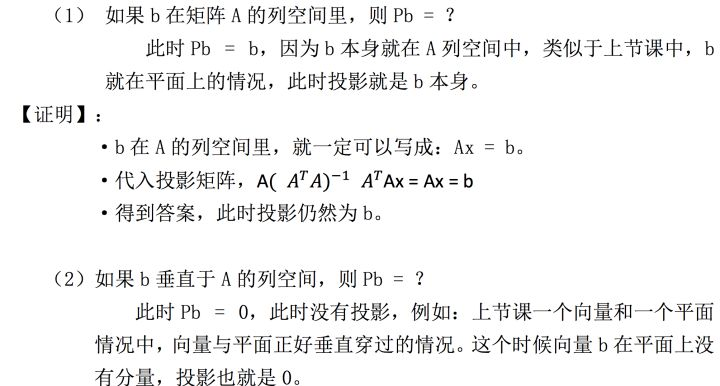 （1） 如果 b 在矩阵 A 的列空间里，则 Pb = ？
此时 Pb = b，因为 b 本身就在 A 列空间中，类似于上节课中，b
就在平面上的情况，此时投影就是 b 本身。
【证明】：
·b 在 A 的列空间里，就一定可以写成：Ax = b。
·代入投影矩阵，A( AᵀA)⁻¹ AᵀAx = Ax = b
·得到答案，此时投影仍然为 b。
（2）如果 b 垂直于 A 的列空间，则 Pb = ？
此时 Pb = 0，此时没有投影，例如：上节课一个向量和一个平面
情况中，向量与平面正好垂直穿过的情况。这个时候向量 b 在平面上没
有分量，投影也就是 0。